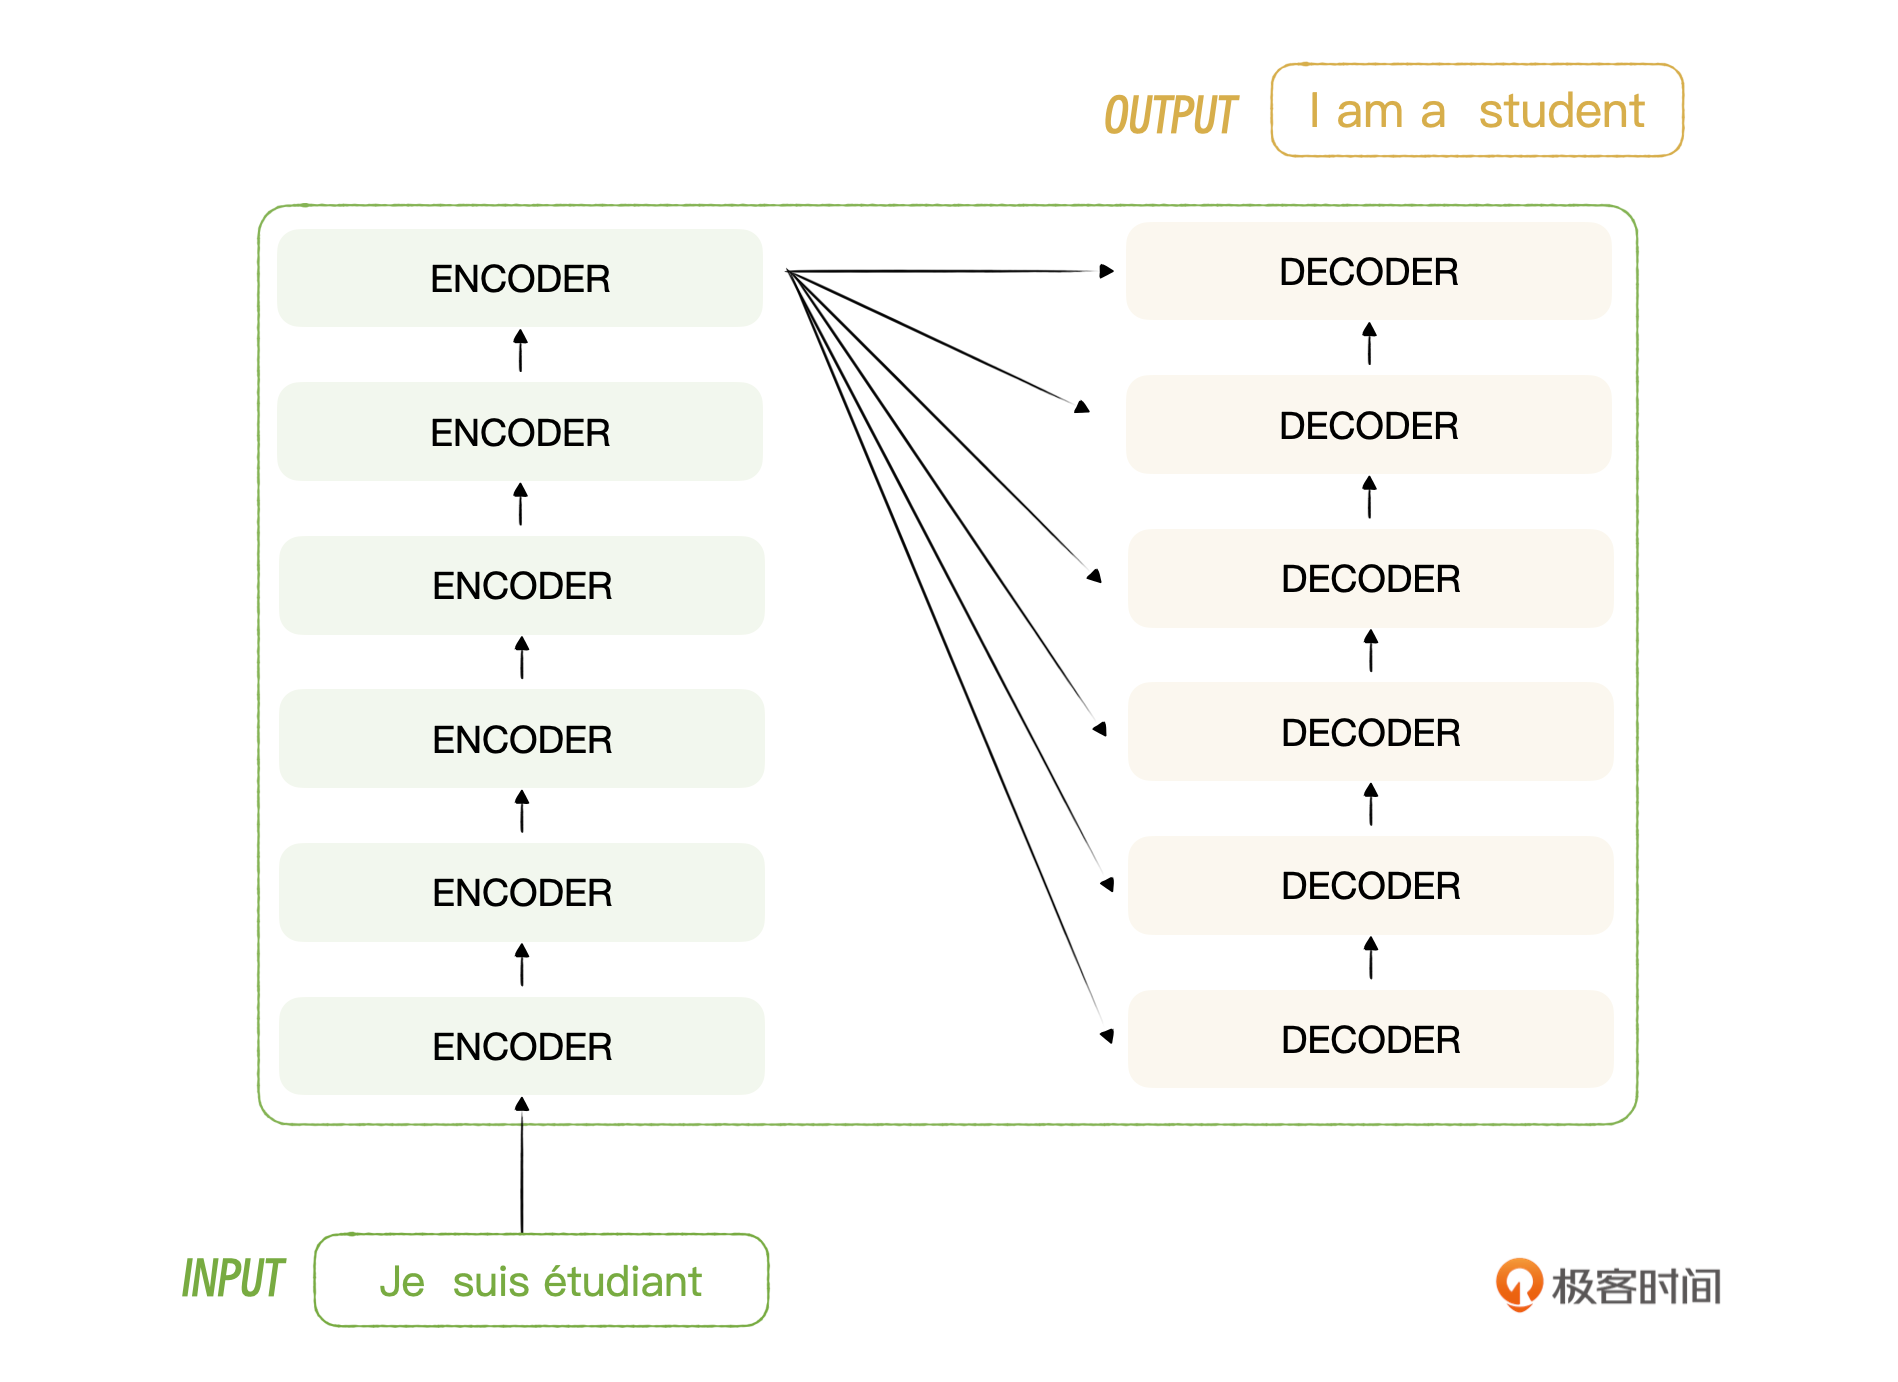 OUTPUT
I am a student
ENCODER
ENCODER
ENCODER
ENCODER
ENCODER
ENCODER
DECODER
DECODER
DECODER
DECODER
DECODER
DECODER
INPUT
Je suis étudiant
极客时间